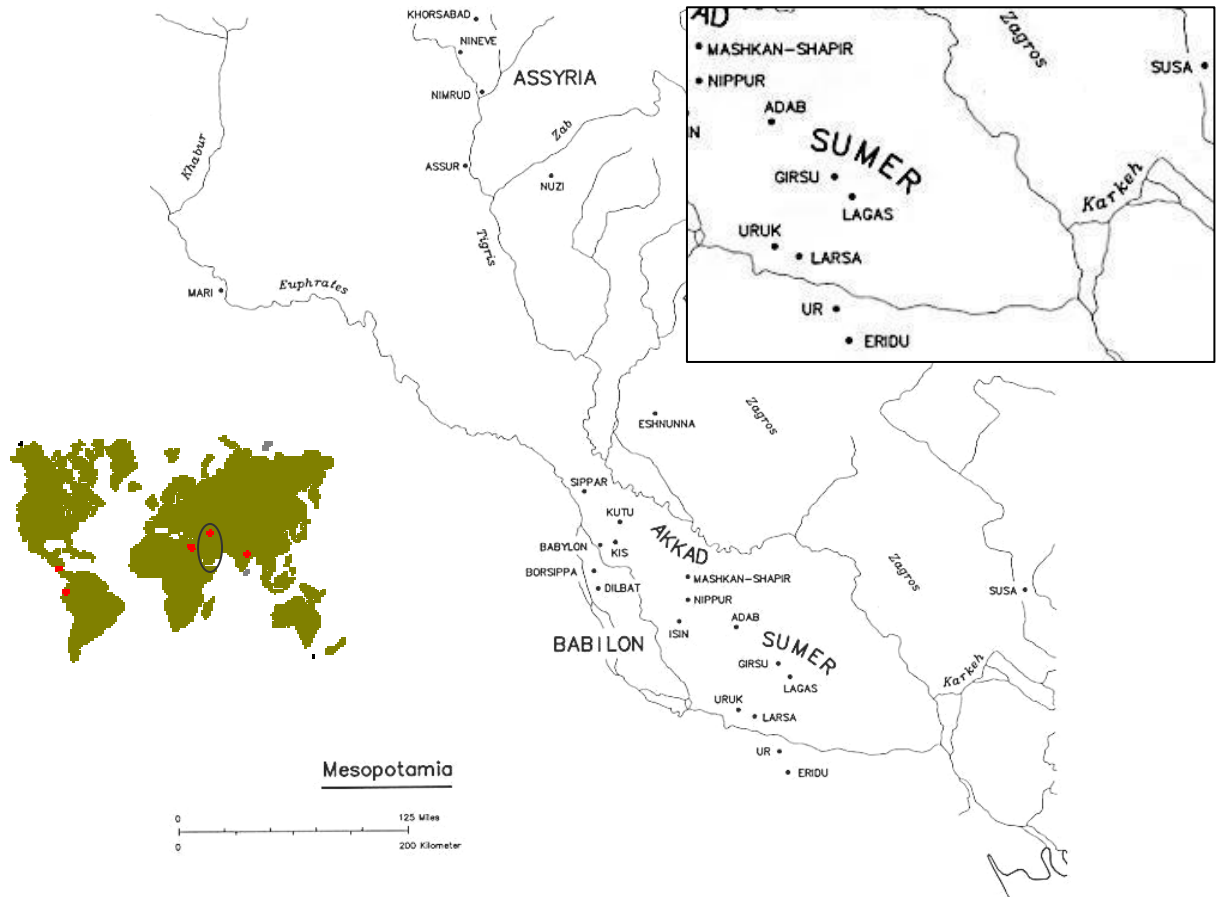 KHORSABAD
NINEVE
ASSYRIA
NIMRUD
Khabur
Zab
ASSUR
NUZI
Tigris
MARI
Euphrates
AD
MASHKAN-SHAPIR
NIPPUR
ADAB
IN
SUMER
GIRSU
LAGAS
URUK
LARSA
UR
ERIDU
Zagros
SUSA
Karkeh
ESHNUNNA
Zagros
SIPPAR
KUTU
AKKAD
BABYLON
KIS
BORSIPPA
DILBAT
MASHKAN-SHAPIR
NIPPUR
ISIN
ADAB
BABILON
SUMER
GIRSU
LAGAS
URUK
LARSA
UR
ERIDU
Zagros
SUSA
Karkeh
Mesopotamia
0 125 Miles
0 200 Kilometer